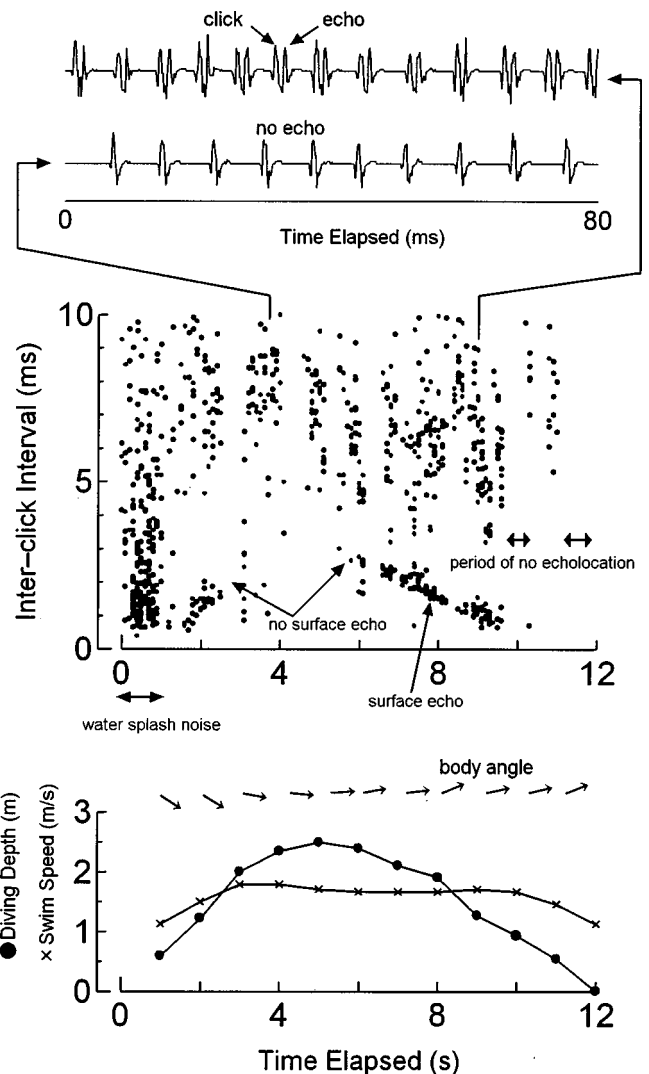 click echo
no echo
0 80
Time Elapsed (ms)
Inter–click Interval (ms)
10
5
0
period of no echolocation
no surface echo
surface echo
0 4 8 12
water splash noise
body angle
●Diving Depth (m)
× Swim Speed (m/s)
3
2
1
0
0 4 8 12
Time Elapsed (s)